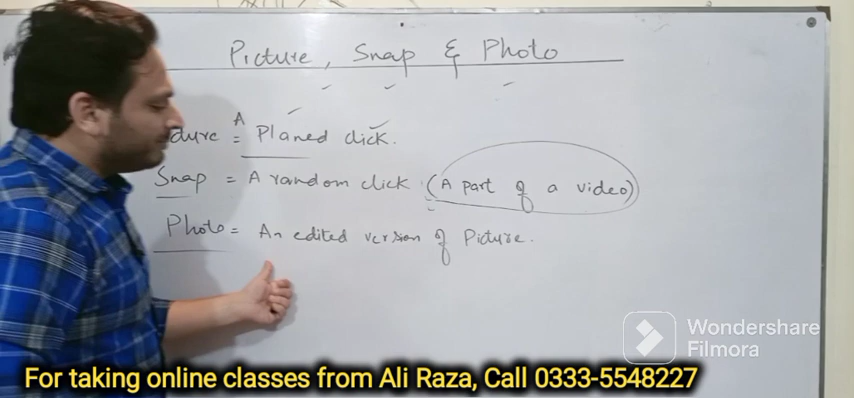 Picture, Snap & Photo
A
= Planed click.
Snap = A random click. (A part of a video)
Photo = An edited version of Picture.
Wondershare
Filmora
For taking online classes from Ali Raza, Call 0333-5548227